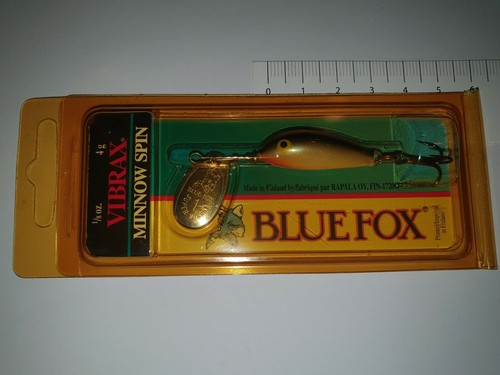 0 1 2 3 4 5 6
1/8 oz. 4g
VIBRAX®
MINNOW SPIN
Made in Finland by/fabriqué par RAPALA OY, FIN-17200
BLUE FOX